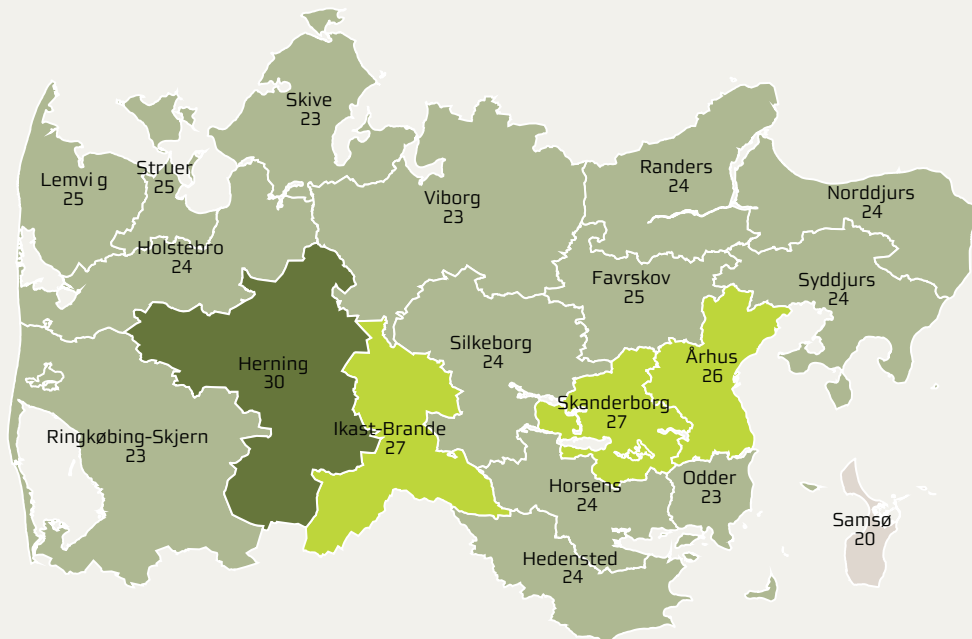 Skive
23
Struer
25
Lemvi g
25
Randers
24
Viborg
23
Norddjurs
24
Holstebro
24
Favrskov
25
Syddjurs
24
Herning
30
Silkeborg
24
Århus
26
Skanderborg
27
Ikast-Brande
27
Ringkøbing-Skjern
23
Horsens
24
Odder
23
Samsø
20
Hedensted
24